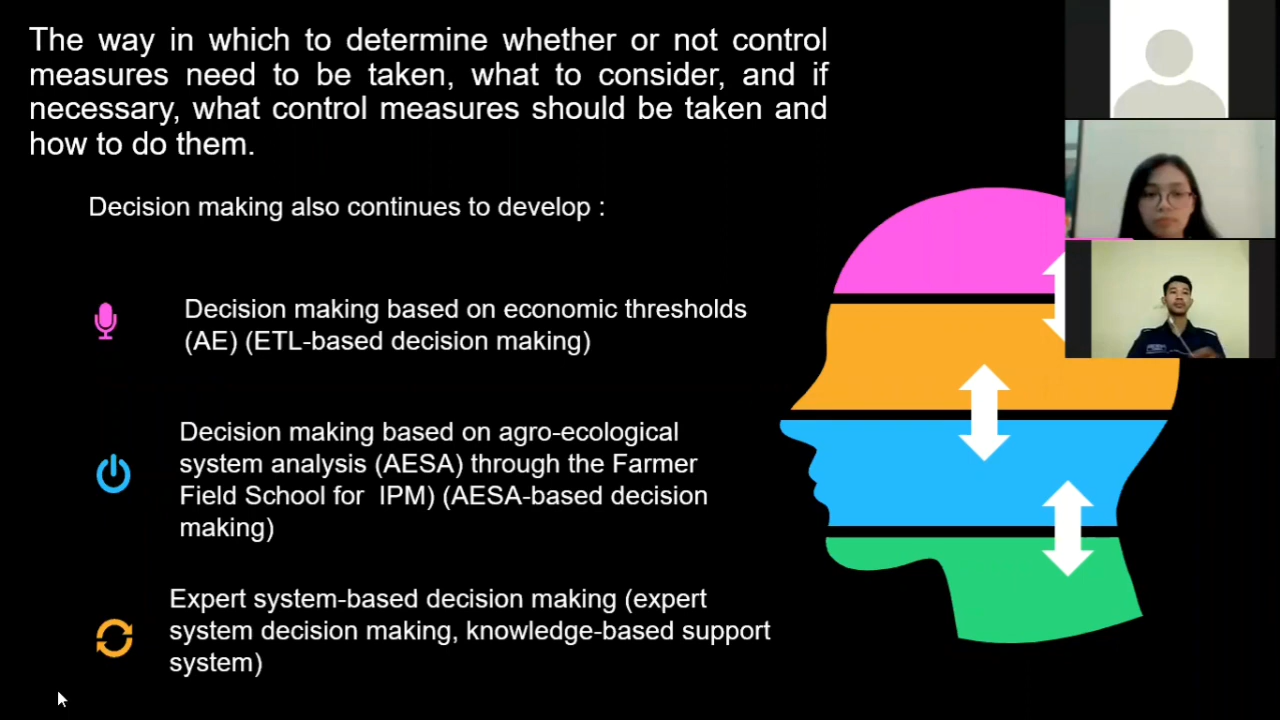 The way in which to determine whether or not control
measures need to be taken, what to consider, and if
necessary, what control measures should be taken and
how to do them.
Decision making also continues to develop :
Decision making based on economic thresholds
(AE) (ETL-based decision making)
Decision making based on agro-ecological
system analysis (AESA) through the Farmer
Field School for IPM) (AESA-based decision
making)
Expert system-based decision making (expert
system decision making, knowledge-based support
system)